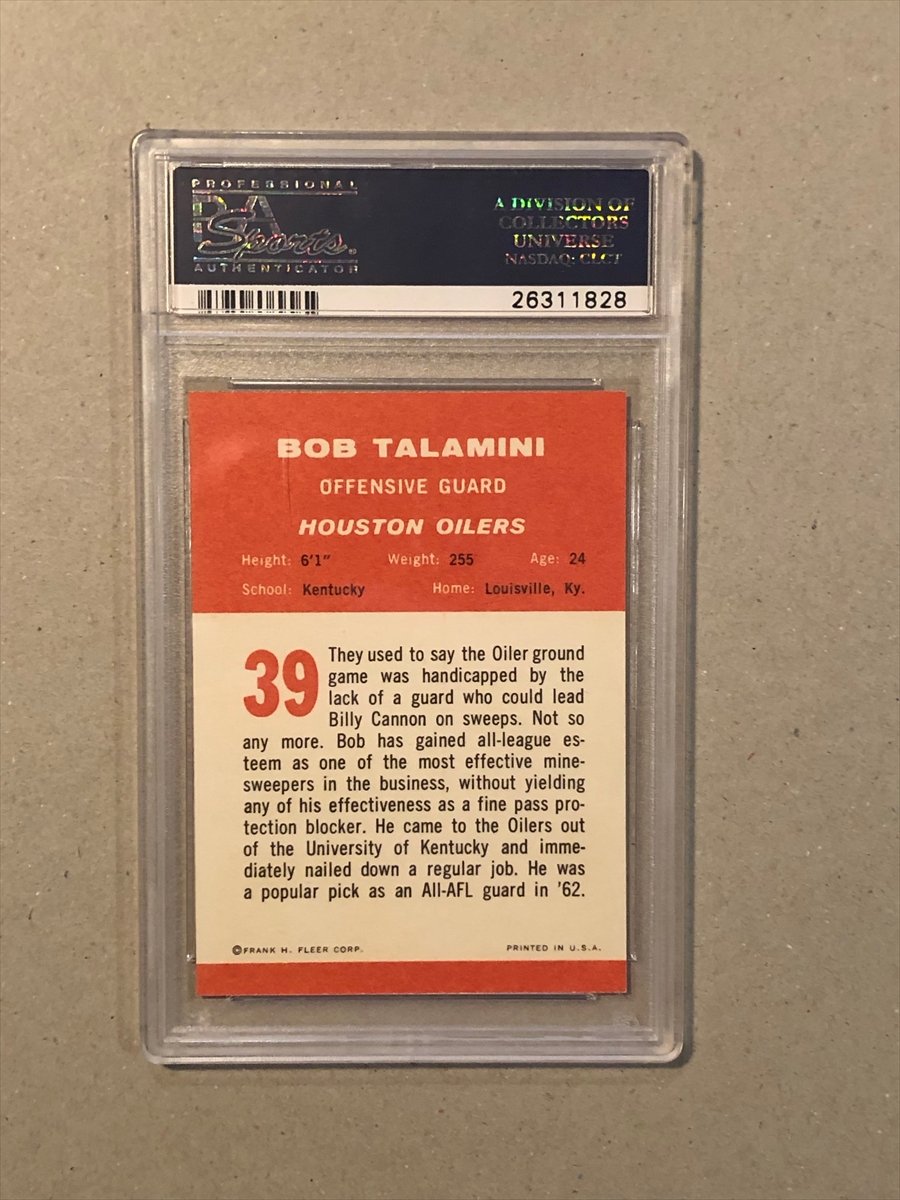 PROFESSIONAL
PSA
Sports.
AUTHENTICATOR
A DIVISION OF
COLLECTORS
UNIVERSE
NASDAQ: CLCT
26311828
BOB TALAMINI
OFFENSIVE GUARD
HOUSTON OILERS
Height: 6'1" Weight: 255 Age: 24
School: Kentucky Home: Louisville, Ky.
39 They used to say the Oiler ground
game was handicapped by the
lack of a guard who could lead
Billy Cannon on sweeps. Not so
any more. Bob has gained all-league es-
teem as one of the most effective mine-
sweepers in the business, without yielding
any of his effectiveness as a fine pass pro-
tection blocker. He came to the Oilers out
of the University of Kentucky and imme-
diately nailed down a regular job. He was
a popular pick as an All-AFL guard in '62.
©FRANK H. FLEER CORP. PRINTED IN U.S.A.